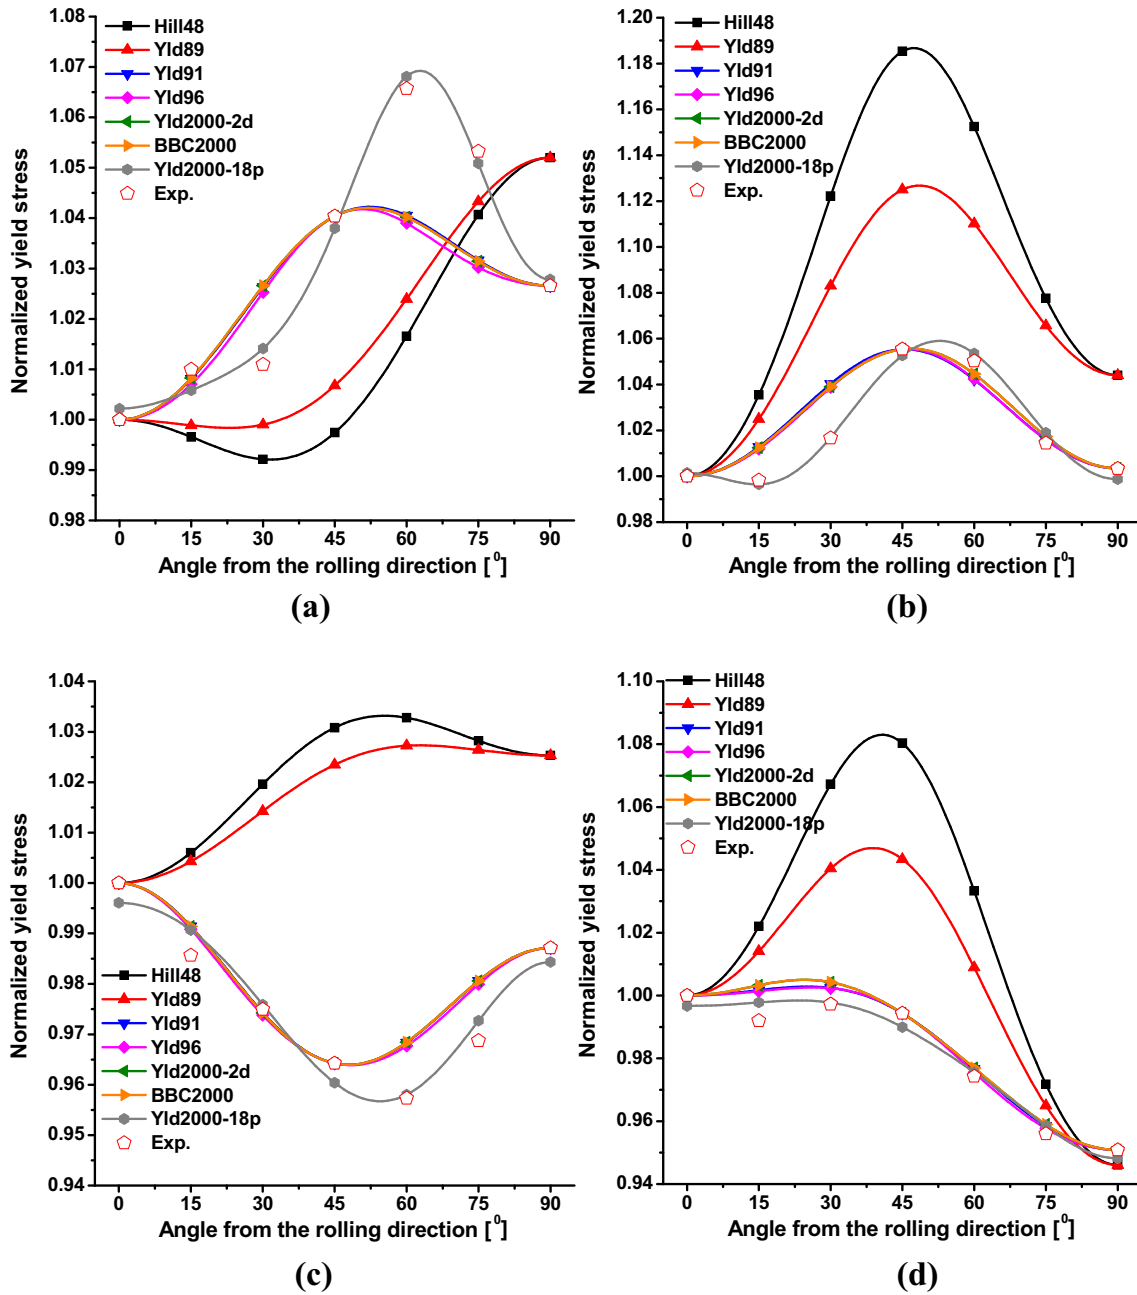 1.08
1.07
1.06
1.05
1.04
1.03
1.02
1.01
1.00
0.99
0.98
Normalized yield stress
Hill48
Yld89
Yld91
Yld96
Yld2000-2d
BBC2000
Yld2000-18p
Exp.
0 15 30 45 60 75 90
Angle from the rolling direction [⁰]
(a)
1.20
1.18
1.16
1.14
1.12
1.10
1.08
1.06
1.04
1.02
1.00
0.98
Normalized yield stress
Hill48
Yld89
Yld91
Yld96
Yld2000-2d
BBC2000
Yld2000-18p
Exp.
0 15 30 45 60 75 90
Angle from the rolling direction [⁰]
(b)
1.04
1.03
1.02
1.01
1.00
0.99
0.98
0.97
0.96
0.95
0.94
Normalized yield stress
Hill48
Yld89
Yld91
Yld96
Yld2000-2d
BBC2000
Yld2000-18p
Exp.
0 15 30 45 60 75 90
Angle from the rolling direction [⁰]
(c)
1.10
1.08
1.06
1.04
1.02
1.00
0.98
0.96
0.94
Normalized yield stress
Hill48
Yld89
Yld91
Yld96
Yld2000-2d
BBC2000
Yld2000-18p
Exp.
0 15 30 45 60 75 90
Angle from the rolling direction [⁰]
(d)